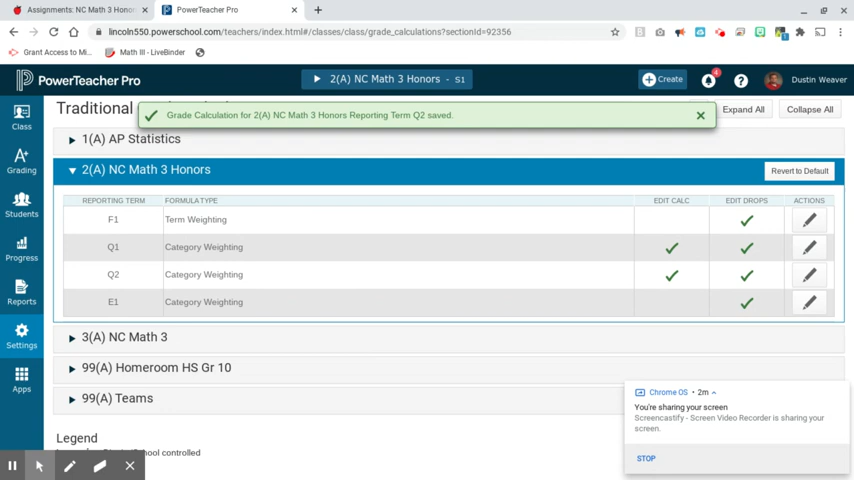 Assignments: NC Math 3 Honor
PowerTeacher Pro
lincoln550.powerschool.com/teachers/index.html#/classes/class/grade_calculations?sectionId=92356
Grant Access to Mi...
Math III - LiveBinder
PowerTeacher Pro
2(A) NC Math 3 Honors - S1
Create
4
Dustin Weaver
Class
Grading
Students
Progress
Reports
Settings
Apps
Traditional
Expand All
Collapse All
Grade Calculation for 2(A) NC Math 3 Honors Reporting Term Q2 saved.
1(A) AP Statistics
2(A) NC Math 3 Honors
Revert to Default
REPORTING TERM FORMULA TYPE EDIT CALC EDIT DROPS ACTIONS
F1 Term Weighting
Q1 Category Weighting
Q2 Category Weighting
E1 Category Weighting
3(A) NC Math 3
99(A) Homeroom HS Gr 10
99(A) Teams
Legend
School controlled
Chrome OS • 2m
You're sharing your screen
Screencastify - Screen Video Recorder is sharing your
screen.
STOP